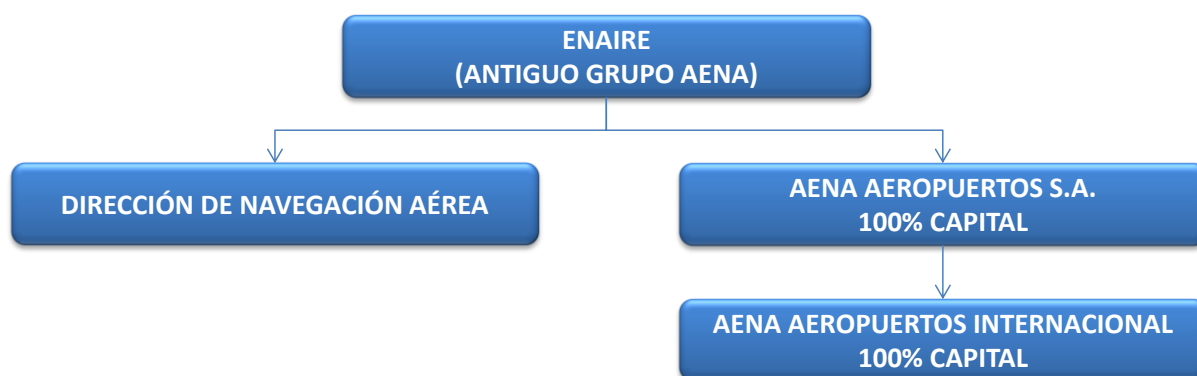 ENAIRE
(ANTIGUO GRUPO AENA)
DIRECCIÓN DE NAVEGACIÓN AÉREA
AENA AEROPUERTOS S.A.
100% CAPITAL
AENA AEROPUERTOS INTERNACIONAL
100% CAPITAL